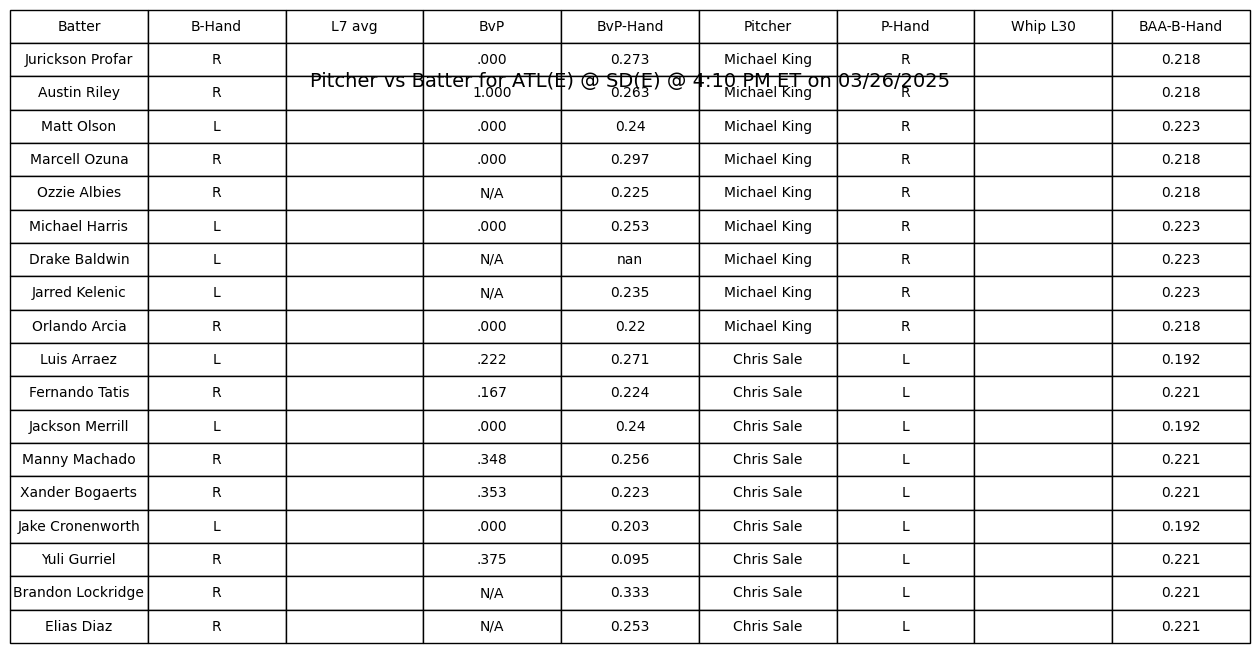 Batter B-Hand L7 avg BvP BvP-Hand Pitcher P-Hand Whip L30 BAA-B-Hand
Jurickson Profar R .000 0.273 Michael King R 0.218
Pitcher vs Batter for ATL(E) @ SD(E) @ 4:10 PM ET on 03/26/2025
Austin Riley R 1.000 0.263 Michael King R 0.218
Matt Olson L .000 0.24 Michael King R 0.223
Marcell Ozuna R .000 0.297 Michael King R 0.218
Ozzie Albies R N/A 0.225 Michael King R 0.218
Michael Harris L .000 0.253 Michael King R 0.223
Drake Baldwin L N/A nan Michael King R 0.223
Jarred Kelenic L N/A 0.235 Michael King R 0.223
Orlando Arcia R .000 0.22 Michael King R 0.218
Luis Arraez L .222 0.271 Chris Sale L 0.192
Fernando Tatis R .167 0.224 Chris Sale L 0.221
Jackson Merrill L .000 0.24 Chris Sale L 0.192
Manny Machado R .348 0.256 Chris Sale L 0.221
Xander Bogaerts R .353 0.223 Chris Sale L 0.221
Jake Cronenworth L .000 0.203 Chris Sale L 0.192
Yuli Gurriel R .375 0.095 Chris Sale L 0.221
Brandon Lockridge R N/A 0.333 Chris Sale L 0.221
Elias Diaz R N/A 0.253 Chris Sale L 0.221